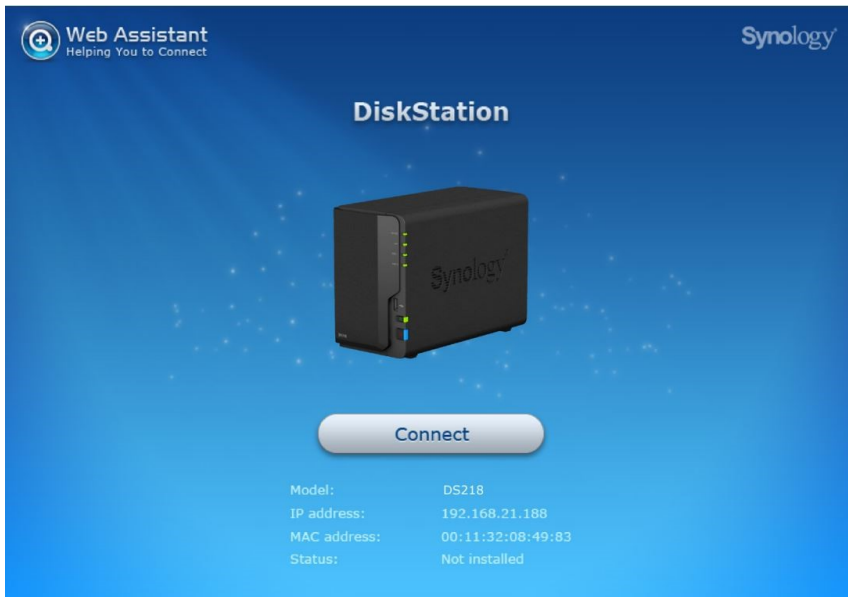 Web Assistant
Helping You to Connect
Synology
DiskStation
Synology
Connect
Model: DS218
IP address: 192.168.21.188
MAC address: 00:11:32:08:49:83
Status: Not installed